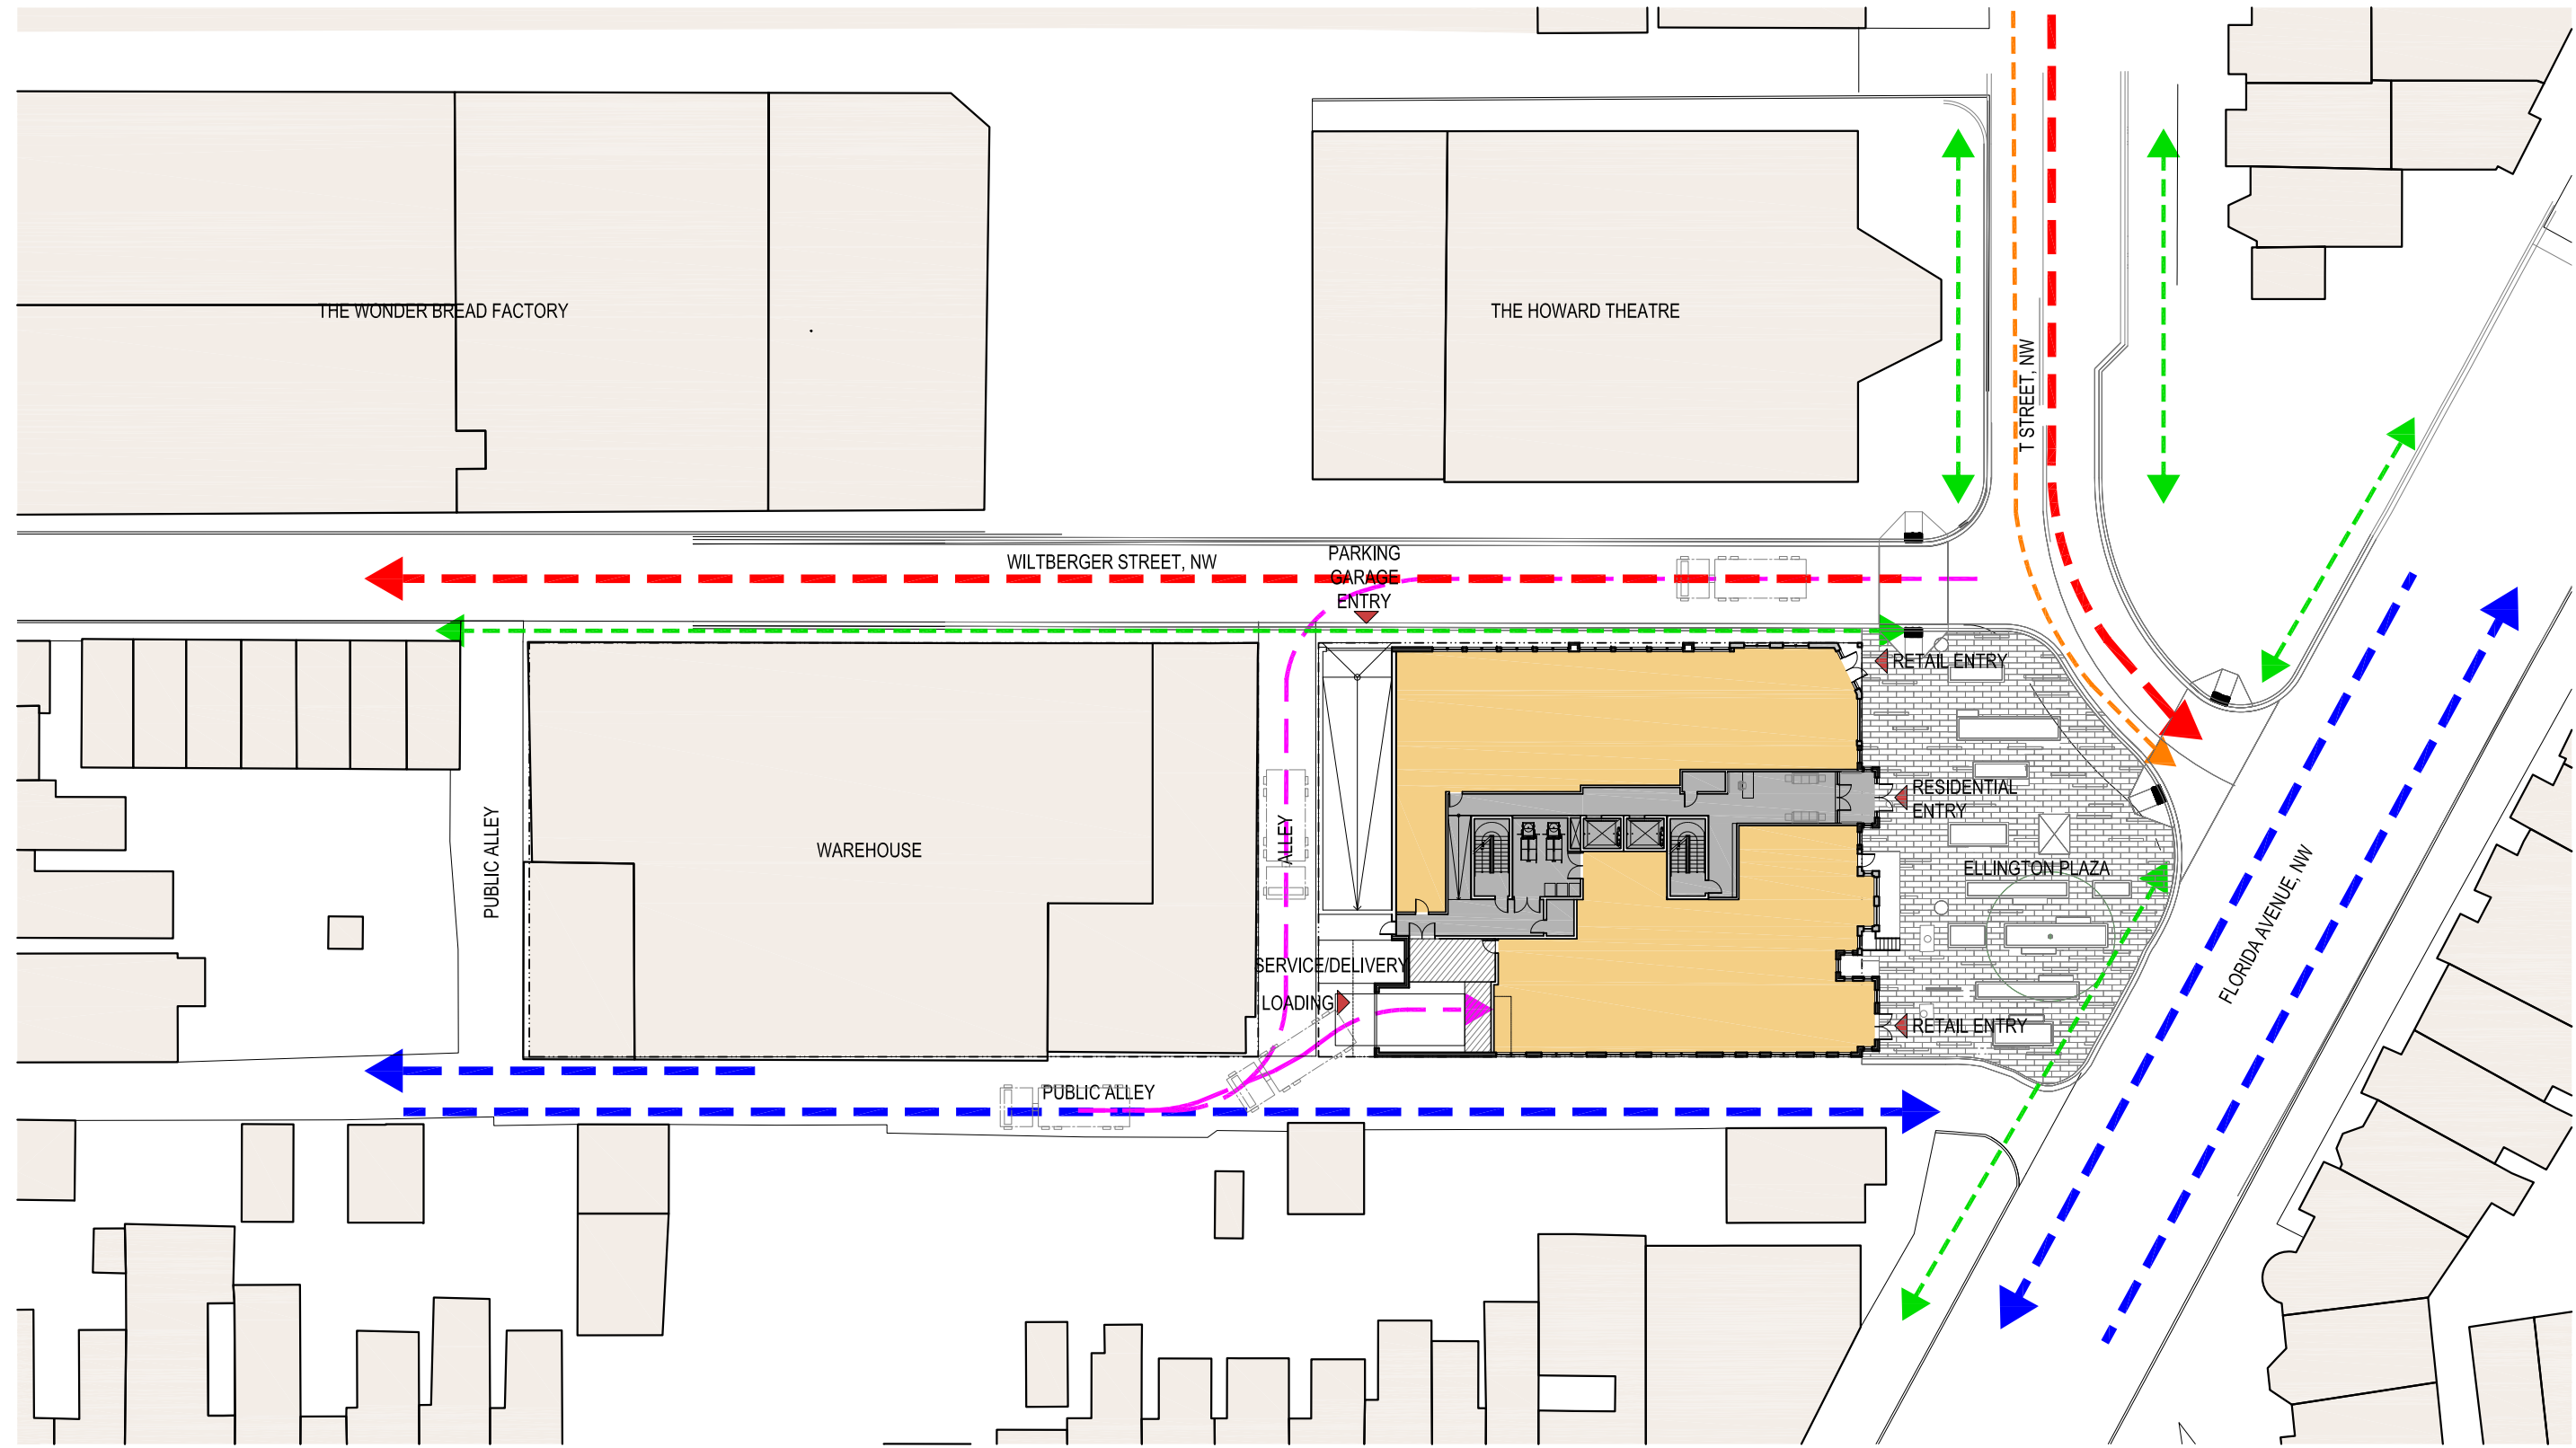 THE WONDER BREAD FACTORY
THE HOWARD THEATRE
T STREET, NW
WILTBERGER STREET, NW
PARKING
GARAGE
ENTRY
RETAIL ENTRY
RESIDENTIAL
ENTRY
PUBLIC ALLEY
WAREHOUSE
ALLEY
ELLINGTON PLAZA
FLORIDA AVENUE, NW
SERVICE/DELIVERY
LOADING
RETAIL ENTRY
PUBLIC ALLEY